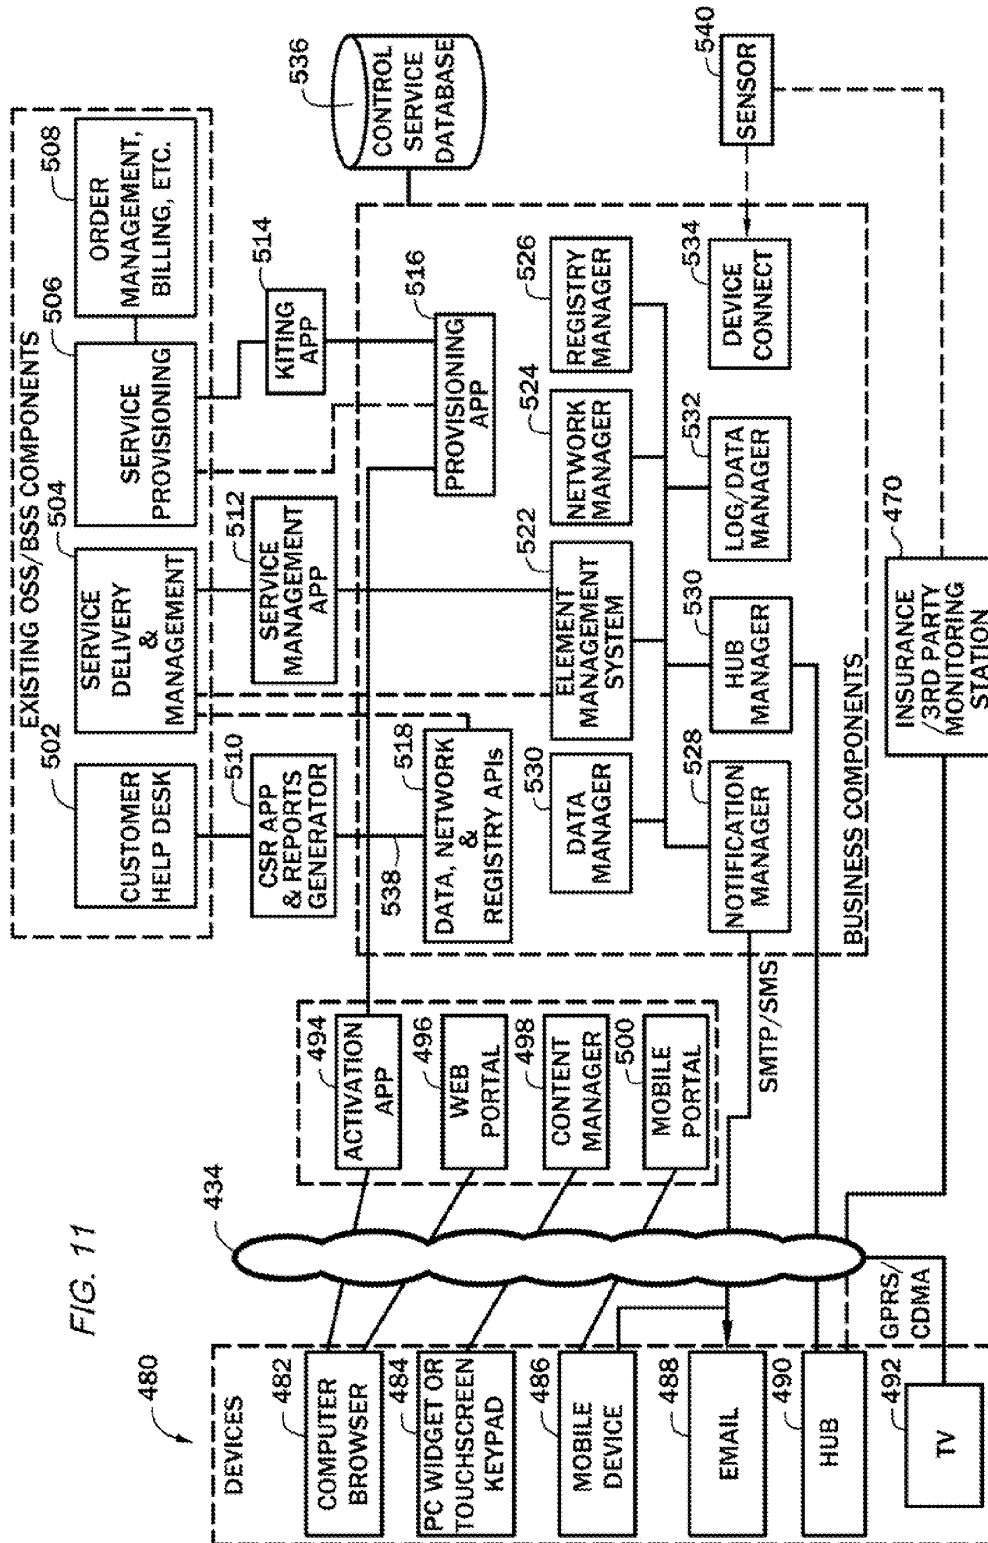 FIG. 11
480
DEVICES
482
COMPUTER
BROWSER
484
PC WIDGET OR
TOUCHSCREEN
KEYPAD
486
MOBILE
DEVICE
488
EMAIL
490
HUB
492
TV
GPRS/
CDMA
434
494
ACTIVATION
APP
496
WEB
PORTAL
498
CONTENT
MANAGER
500
MOBILE
PORTAL
SMTP/SMS
EXISTING OSS/BSS COMPONENTS
502
CUSTOMER
HELP DESK
504
SERVICE
DELIVERY
&
MANAGEMENT
506
SERVICE
PROVISIONING
508
ORDER
MANAGEMENT,
BILLING, ETC.
510
CSR APP
& REPORTS
GENERATOR
512
SERVICE
MANAGEMENT
APP
514
KITING
APP
516
PROVISIONING
APP
538
518
DATA, NETWORK
&
REGISTRY APIs
530
DATA
MANAGER
522
ELEMENT
MANAGEMENT
SYSTEM
524
NETWORK
MANAGER
526
REGISTRY
MANAGER
528
NOTIFICATION
MANAGER
530
HUB
MANAGER
532
LOG/DATA
MANAGER
534
DEVICE
CONNECT
BUSINESS COMPONENTS
536
CONTROL
SERVICE
DATABASE
540
SENSOR
470
INSURANCE
/3RD PARTY
MONITORING
STATION